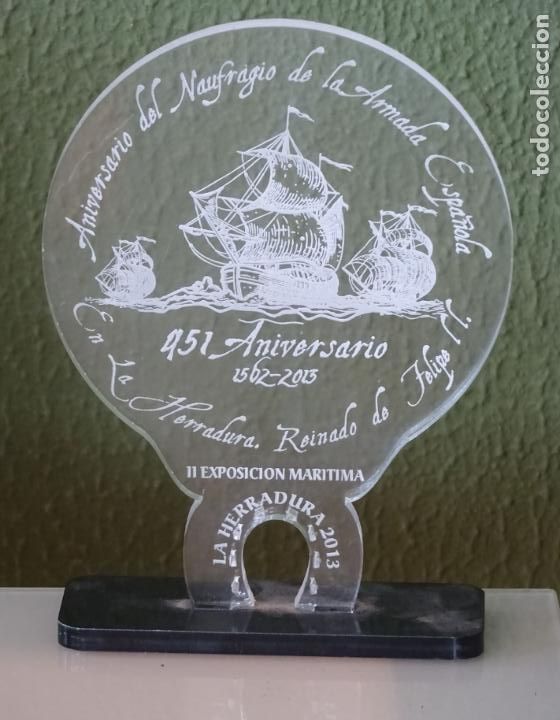 Aniversario del Naufragio de la Armada Española
451 Aniversario
1562-2013
En La Herradura. Reinado de Felipe II.
II EXPOSICION MARITIMA
LA HERRADURA 2013
todocoleccion